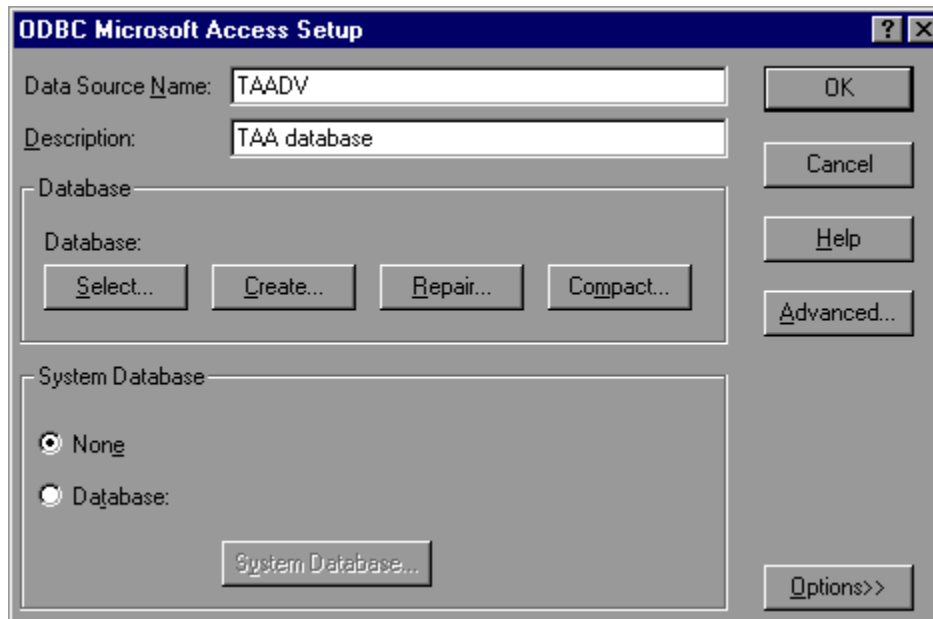 ODBC Microsoft Access Setup
Data Source Name: TAADV
OK
Description: TAA database
Cancel
Database
Database:
Select... Create... Repair... Compact...
Help
Advanced...
System Database
None
Database:
System Database...
Options>>